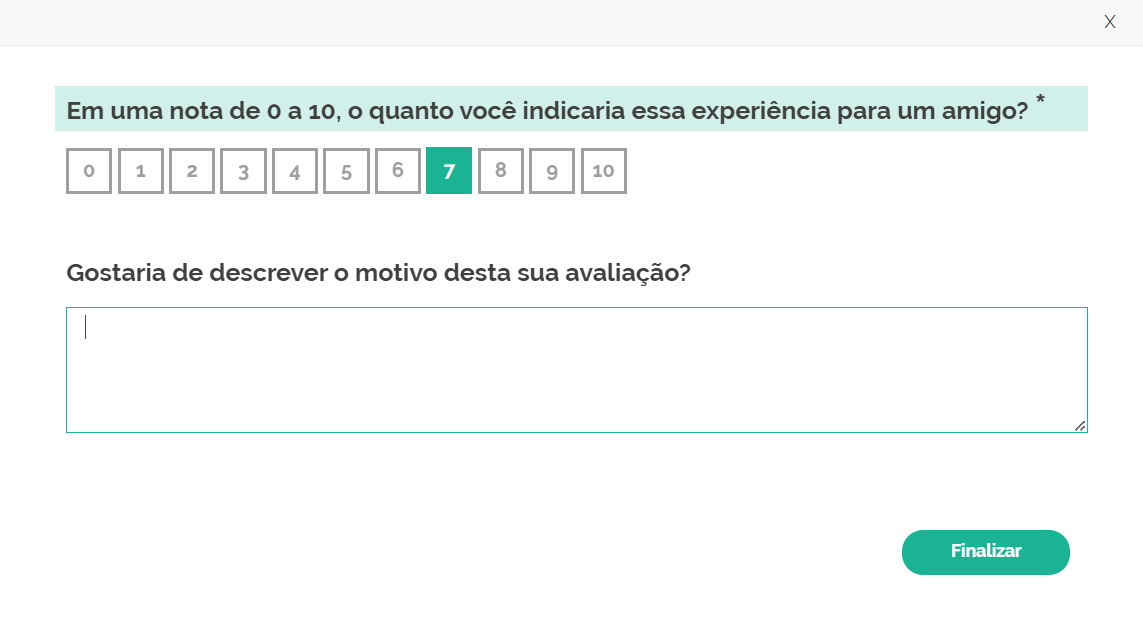 X
Em uma nota de 0 a 10, o quanto você indicaria essa experiência para um amigo? *
0 1 2 3 4 5 6 7 8 9 10
Gostaria de descrever o motivo desta sua avaliação?
Finalizar